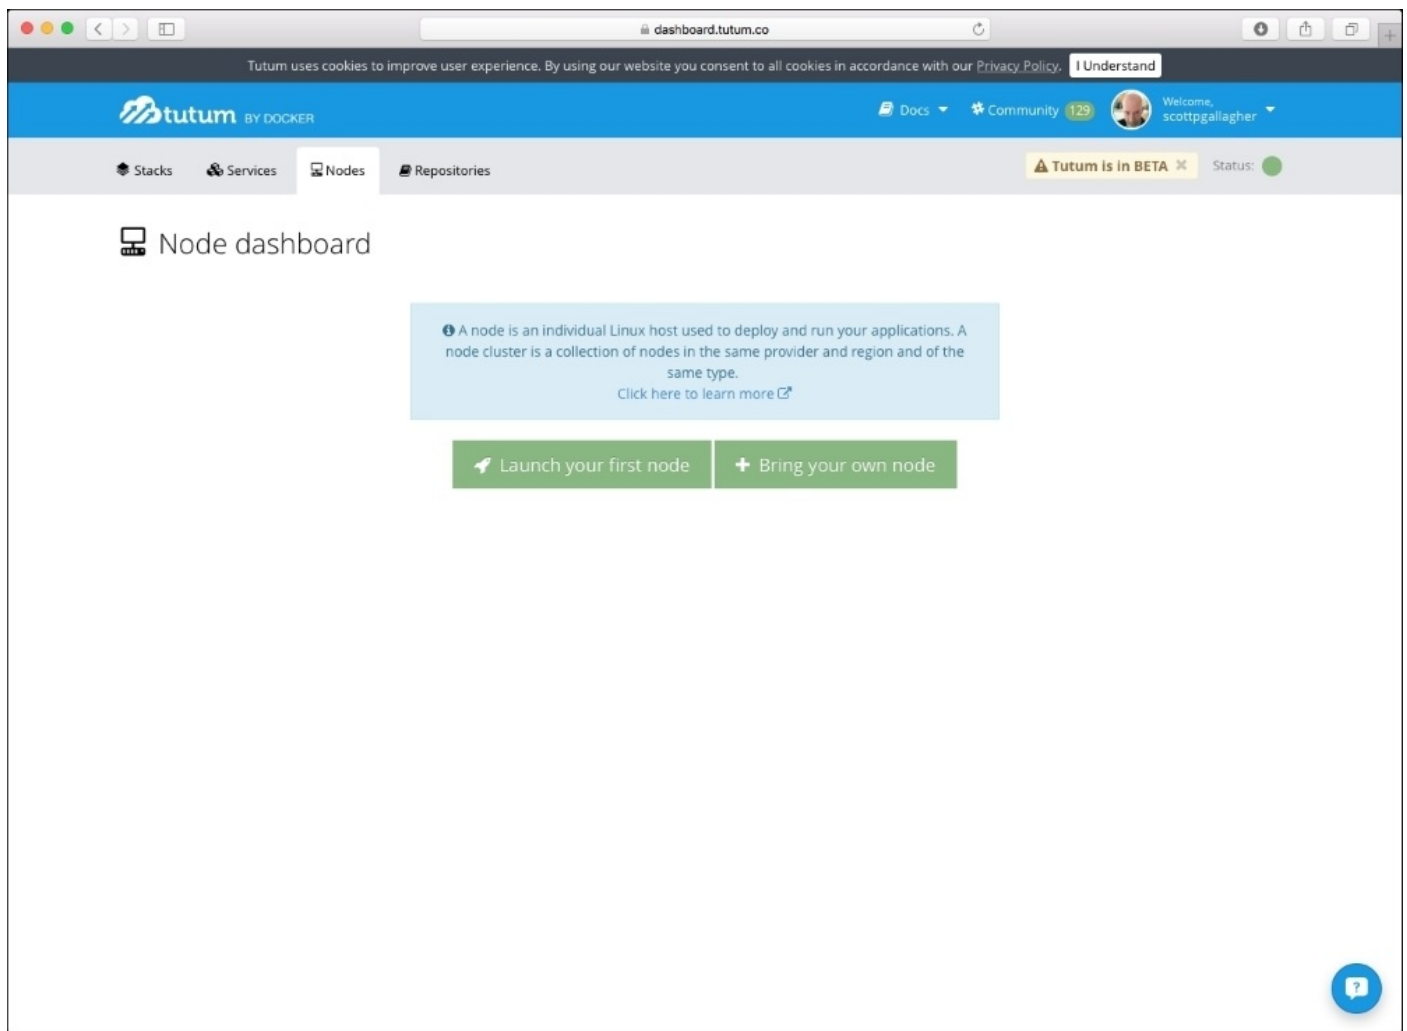 dashboard.tutum.co
Tutum uses cookies to improve user experience. By using our website you consent to all cookies in accordance with our Privacy Policy. I Understand
tutum BY DOCKER
Docs
Community 129
Welcome,
scottpgallagher
Stacks
Services
Nodes
Repositories
Tutum is in BETA
Status:
Node dashboard
A node is an individual Linux host used to deploy and run your applications. A
node cluster is a collection of nodes in the same provider and region and of the
same type.
Click here to learn more
Launch your first node
Bring your own node
?